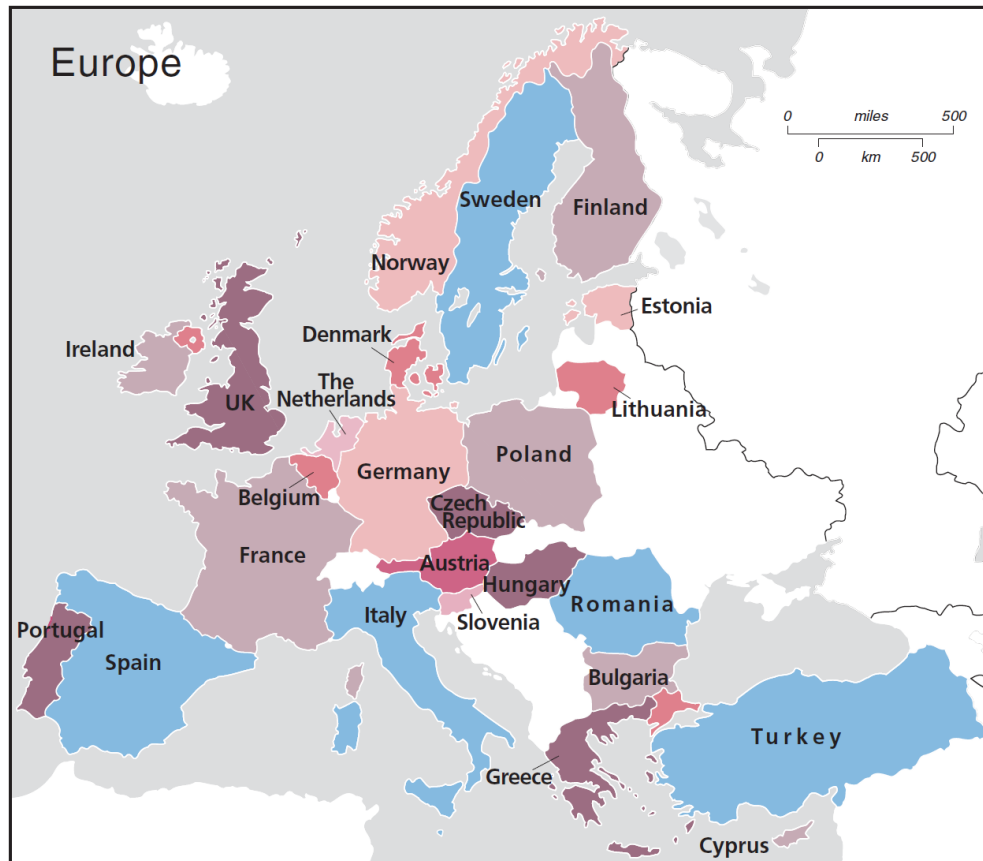 Europe
0 miles 500
0 km 500
Sweden
Finland
Norway
Estonia
Denmark
Ireland
The
Netherlands
Lithuania
UK
Poland
Germany
Belgium
Czech
Republic
France
Austria
Hungary
Romania
Italy
Slovenia
Portugal
Spain
Bulgaria
Turkey
Greece
Cyprus